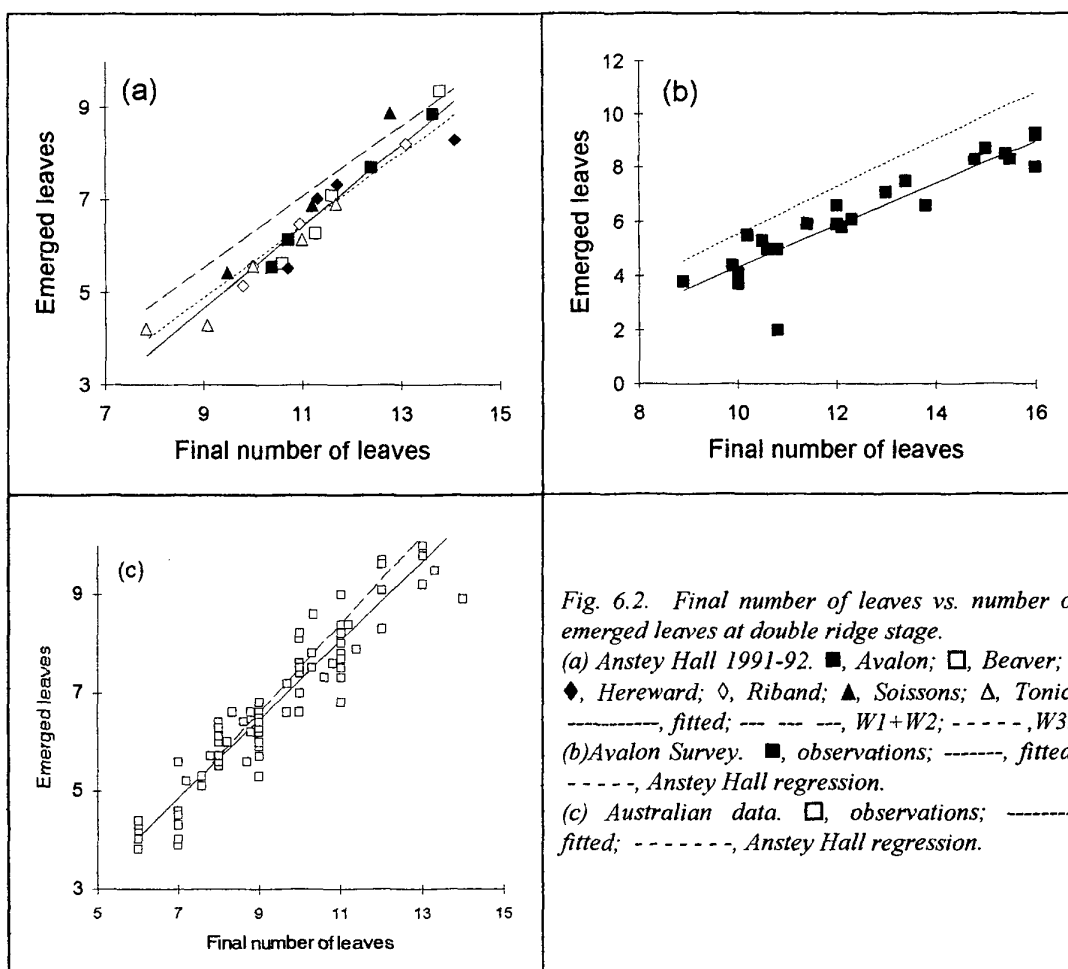 (a)
Emerged leaves
9
7
5
3
7 9 11 13 15
Final number of leaves
(b)
Emerged leaves
12
10
8
6
4
2
0
8 10 12 14 16
Final number of leaves
(c)
Emerged leaves
9
7
5
3
5 7 9 11 13 15
Final number of leaves
Fig. 6.2. Final number of leaves vs. number o
emerged leaves at double ridge stage.
(a) Anstey Hall 1991-92. ■, Avalon; □, Beaver;
♦, Hereward; ◊, Riband; ▲, Soissons; Δ, Tonic
-----------, fitted; --- --- ---, W1+W2; - - - - - ,W3
(b)Avalon Survey. ■, observations; -------, fitted
- - - - -, Anstey Hall regression.
(c) Australian data. □, observations; --------
fitted; - - - - - - -, Anstey Hall regression.